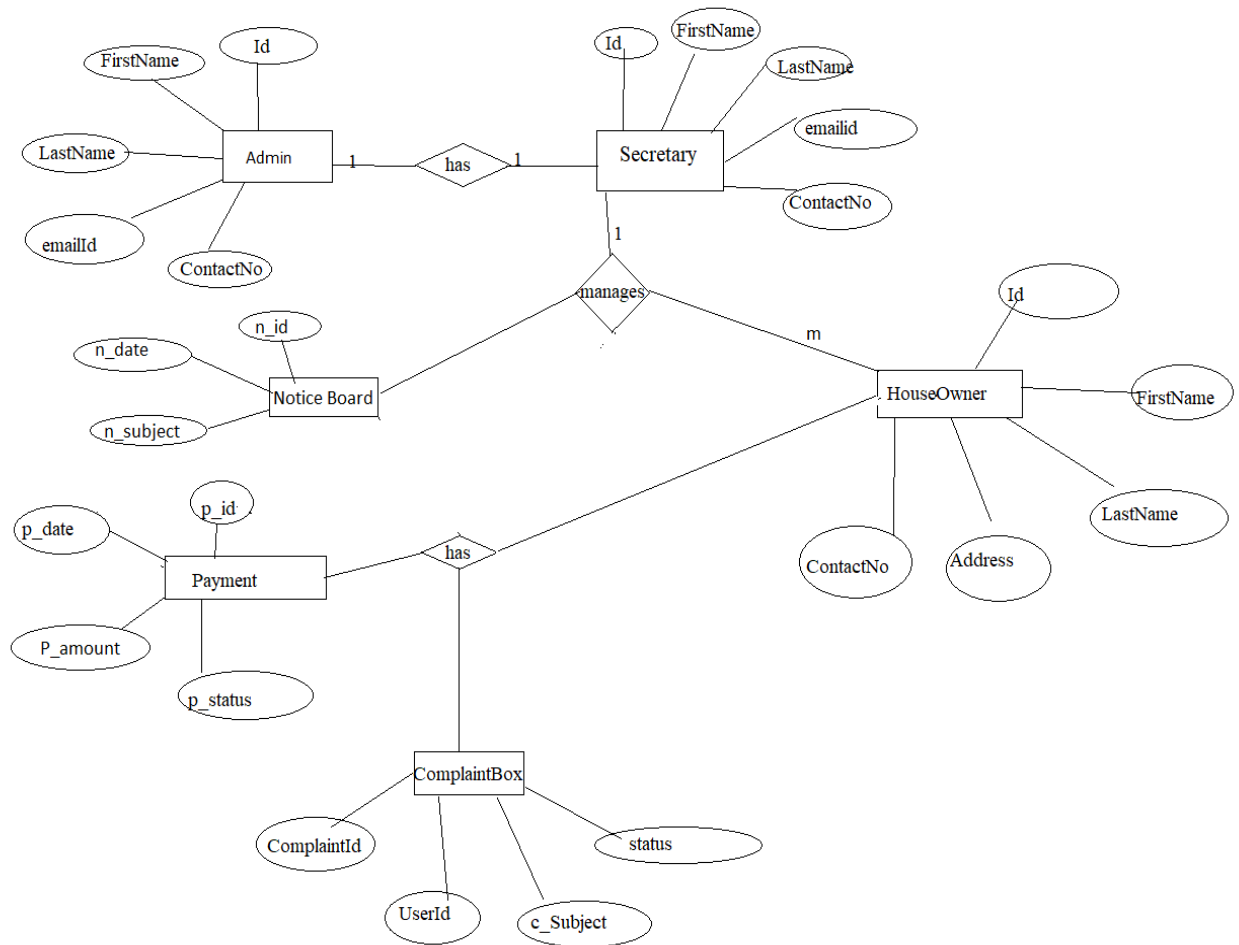 Id
FirstName
Id
FirstName
LastName
emailid
LastName
Admin
1
has
1
Secretary
ContactNo
emailId
ContactNo
1
manages
Id
n_id
n_date
m
Notice Board
HouseOwner
FirstName
n_subject
p_id
p_date
LastName
has
Payment
ContactNo
Address
P_amount
p_status
ComplaintBox
ComplaintId
status
UserId
c_Subject